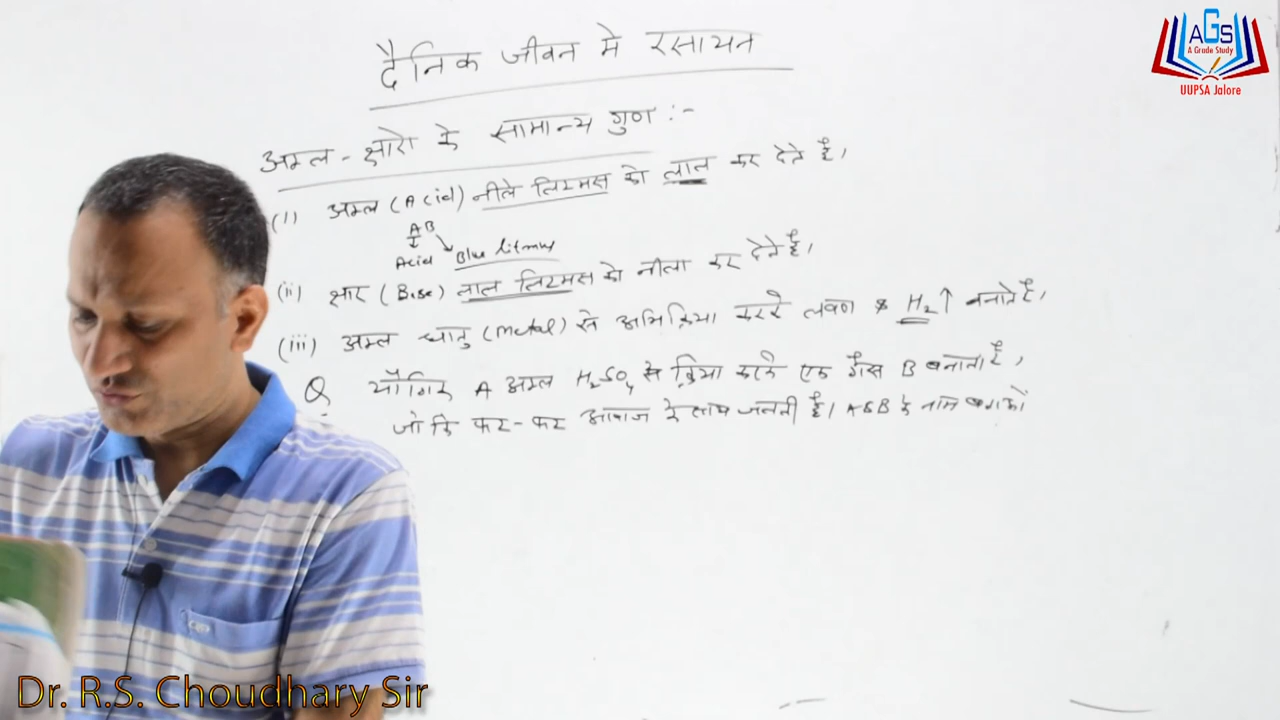 AGS
A Grade Study
UUPSA Jalore
दैनिक जीवन मे रसायन
अम्ल - क्षारो के सामान्य गुण :-
(i) अम्ल (Acid) नीले लिटमस को लाल कर देते है।
AB
Acid Blue litmus
(ii) क्षार (Base) लाल लिटमस को नीला कर देते है।
(iii) अम्ल धातु (metal) से अभिक्रिया करके लवण & H₂↑ बनाते है।
Q. यौगिक A अम्ल H₂SO₄ से क्रिया करके एक गैस B बनाता है,
जो कि फट-फट आवाज के साथ जलती है। A & B के नाम बताओ
Dr. R.S. Choudhary Sir